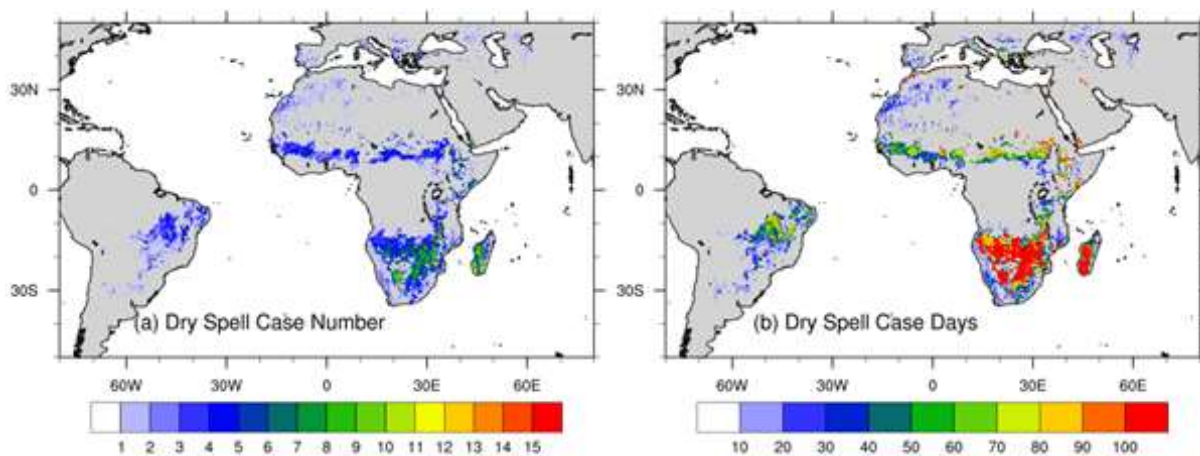 30N
0
30S
(a) Dry Spell Case Number
60W 30W 0 30E 60E
1 2 3 4 5 6 7 8 9 10 11 12 13 14 15
30N
0
30S
(b) Dry Spell Case Days
60W 30W 0 30E 60E
10 20 30 40 50 60 70 80 90 100